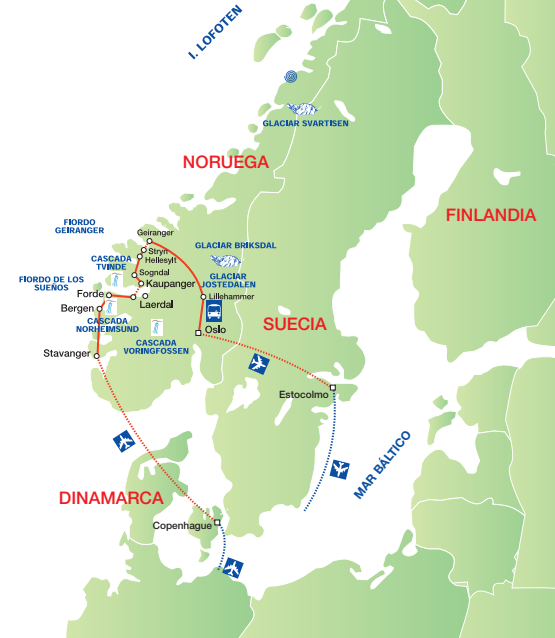 I. LOFOTEN
GLACIAR SVARTISEN
NORUEGA
FINLANDIA
FIORDO
GEIRANGER
Geiranger
GLACIAR BRIKSDAL
Stryn
Hellesylt
CASCADA
TVINDE
Sogndal
FIORDO DE LOS
SUEÑOS
Kaupanger
GLACIAR
JOSTEDALEN
Forde
Laerdal
Lillehammer
Bergen
CASCADA
NORHEIMSUND
SUECIA
Oslo
CASCADA
VORINGFOSSEN
Stavanger
Estocolmo
MAR BÁLTICO
DINAMARCA
Copenhague